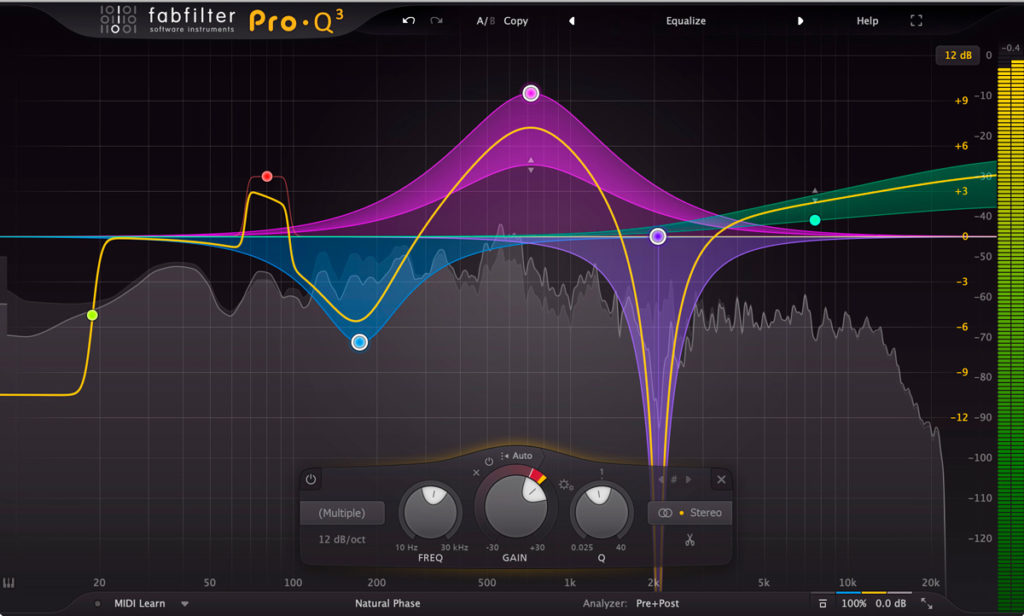 fabfilter
software instruments
Pro·Q³
A/B Copy
Equalize
Help
12 dB
0
-0.4
+9
-10
+6
-20
+3
-30
0
-40
-3
-50
-60
-6
-70
-9
-80
-12
-90
-100
-110
-120
Auto
(Multiple)
12 dB/oct
10 Hz
30 kHz
FREQ
-30
+30
GAIN
1
0.025
40
Q
#
Stereo
20
50
100
200
500
1k
2k
5k
10k
20k
MIDI Learn
Natural Phase
Analyzer: Pre+Post
100%
0.0 dB